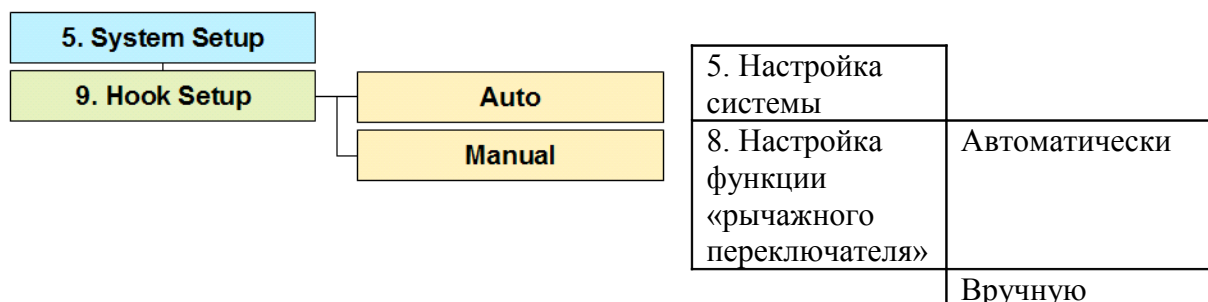 5. System Setup
9. Hook Setup
Auto
Manual
5. Настройка
системы
8. Настройка
функции
«рычажного
переключателя»
Автоматически
Вручную